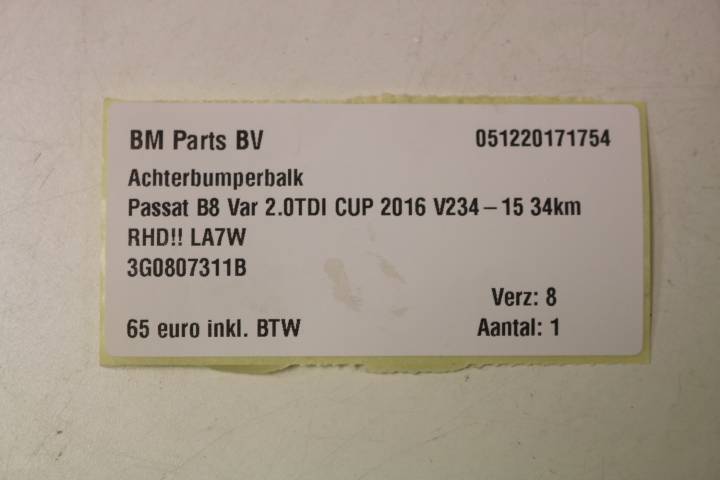 BM Parts BV 051220171754
Achterbumperbalk
Passat B8 Var 2.0TDI CUP 2016 V234 – 15 34km
RHD!! LA7W
3G0807311B
Verz: 8
65 euro inkl. BTW Aantal: 1